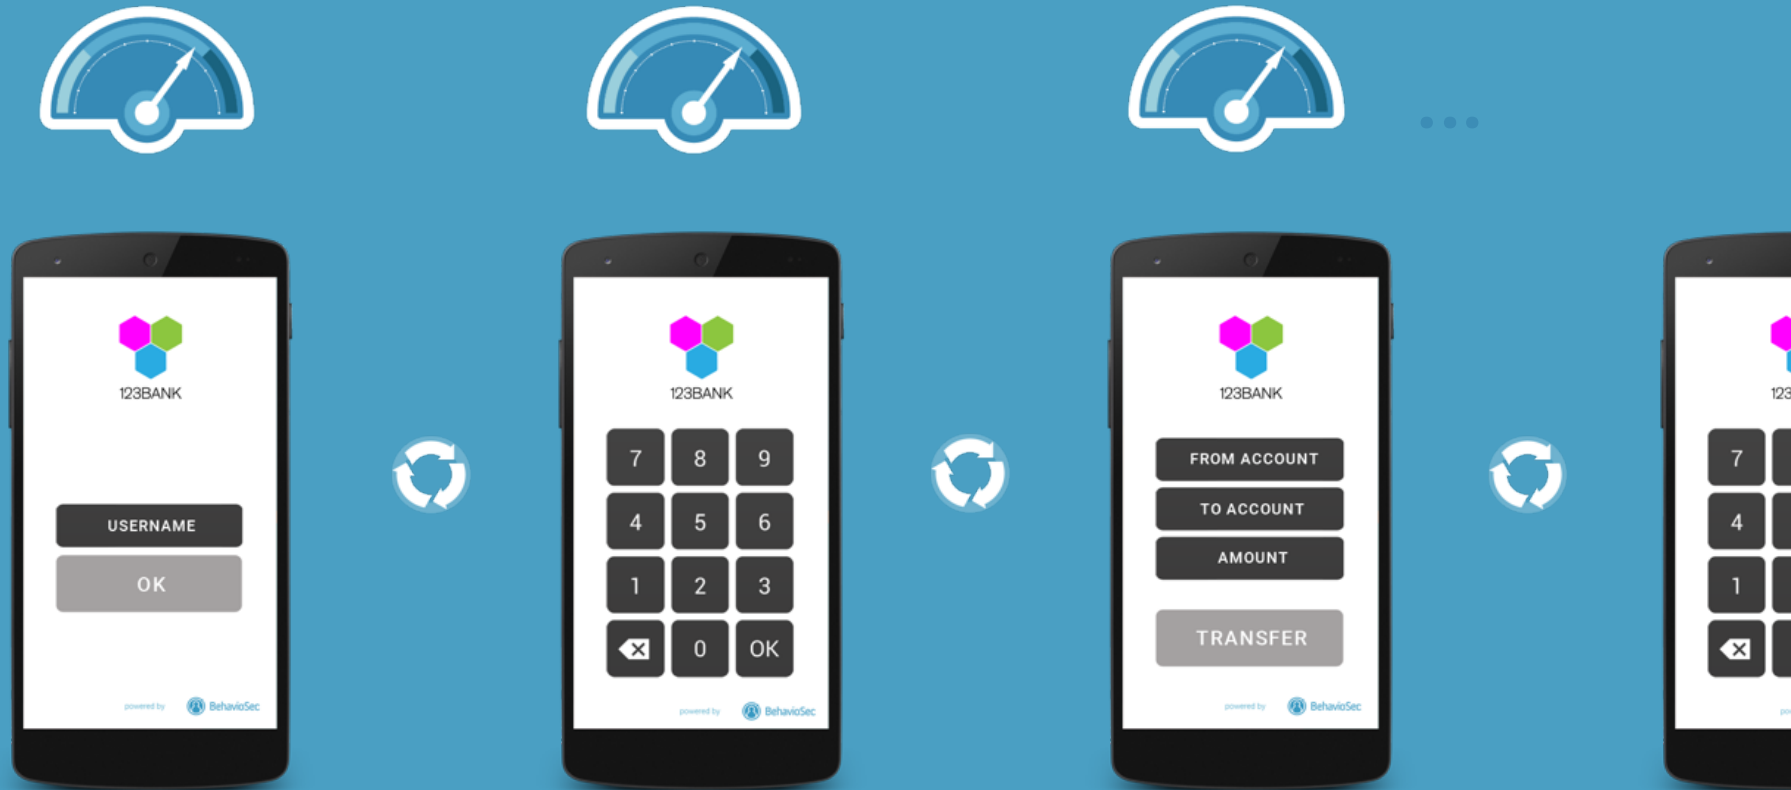 123BANK
USERNAME
OK
powered by BehavioSec
123BANK
7 8 9
4 5 6
1 2 3
0 OK
powered by BehavioSec
123BANK
FROM ACCOUNT
TO ACCOUNT
AMOUNT
TRANSFER
powered by BehavioSec
123
7
4
1